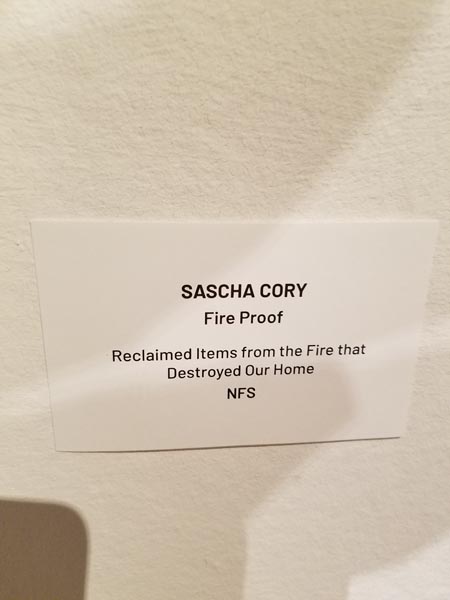 SASCHA CORY
Fire Proof
Reclaimed Items from the Fire that
Destroyed Our Home
NFS